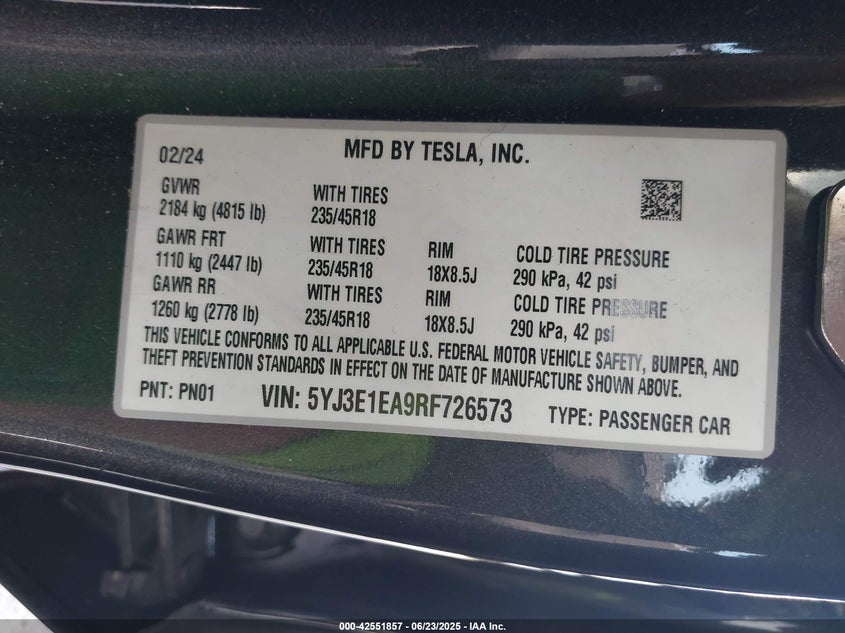 02/24 MFD BY TESLA, INC.
GVWR WITH TIRES
2184 kg (4815 lb) 235/45R18
GAWR FRT WITH TIRES RIM COLD TIRE PRESSURE
1110 kg (2447 lb) 235/45R18 18X8.5J 290 kPa, 42 psi
GAWR RR WITH TIRES RIM COLD TIRE PRESSURE
1260 kg (2778 lb) 235/45R18 18X8.5J 290 kPa, 42 psi
THIS VEHICLE CONFORMS TO ALL APPLICABLE U.S. FEDERAL MOTOR VEHICLE SAFETY, BUMPER, AND
THEFT PREVENTION STANDARDS IN EFFECT ON THE DATE OF MANUFACTURE SHOWN ABOVE.
PNT: PN01 VIN: 5YJ3E1EA9RF726573 TYPE: PASSENGER CAR
000-42551857 - 06/23/2025 - IAA Inc.